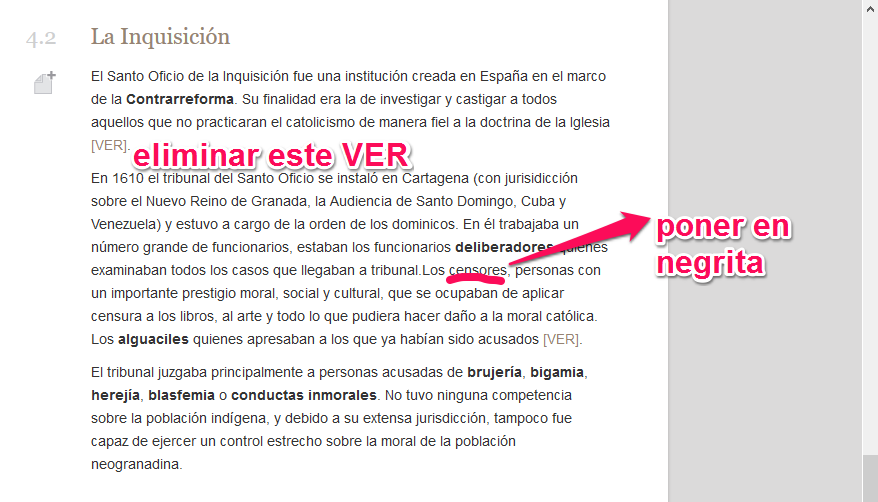 4.2 La Inquisición
El Santo Oficio de la Inquisición fue una institución creada en España en el marco
de la Contrarreforma. Su finalidad era la de investigar y castigar a todos
aquellos que no practicaran el catolicismo de manera fiel a la doctrina de la Iglesia
[VER].
eliminar este VER
En 1610 el tribunal del Santo Oficio se instaló en Cartagena (con jurisidicción
sobre el Nuevo Reino de Granada, la Audiencia de Santo Domingo, Cuba y
Venezuela) y estuvo a cargo de la orden de los dominicos. En él trabajaba un
número grande de funcionarios, estaban los funcionarios deliberadores quienes
examinaban todos los casos que llegaban a tribunal.Los censores, personas con
un importante prestigio moral, social y cultural, que se ocupaban de aplicar
censura a los libros, al arte y todo lo que pudiera hacer daño a la moral católica.
Los alguaciles quienes apresaban a los que ya habían sido acusados [VER].
poner en
negrita
El tribunal juzgaba principalmente a personas acusadas de brujería, bigamia,
herejía, blasfemia o conductas inmorales. No tuvo ninguna competencia
sobre la población indígena, y debido a su extensa jurisdicción, tampoco fue
capaz de ejercer un control estrecho sobre la moral de la población
neogranadina.